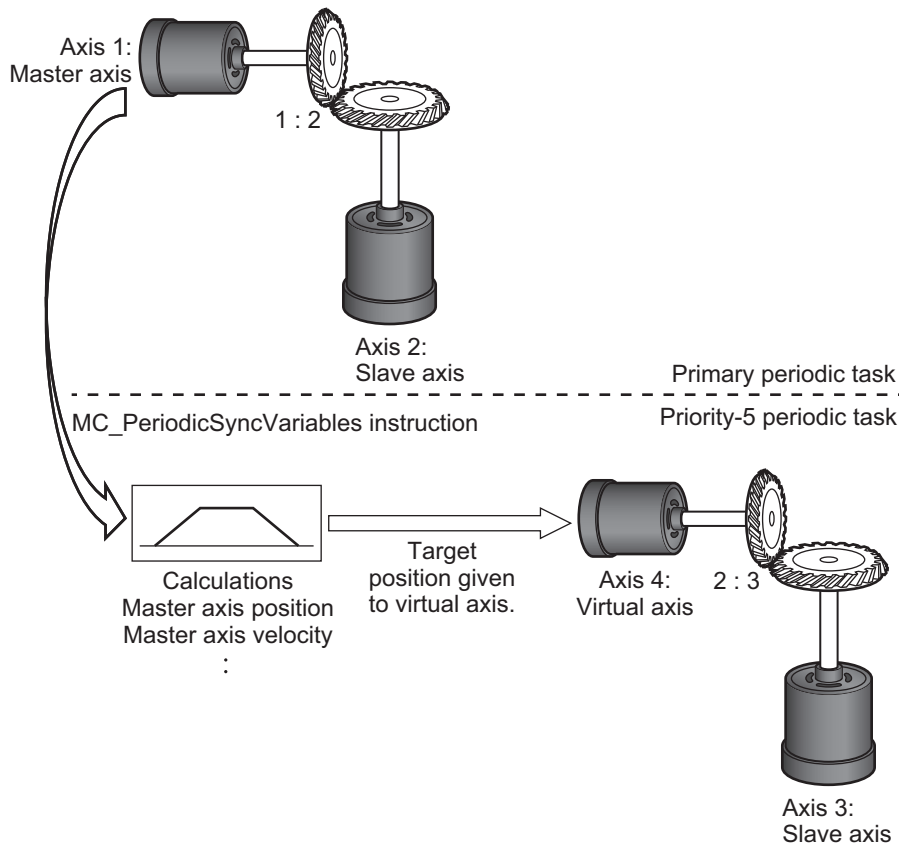 Axis 1:
Master axis
1 : 2
Axis 2:
Slave axis
Primary periodic task
MC_PeriodicSyncVariables instruction
Priority-5 periodic task
Calculations
Master axis position
Master axis velocity
:
Target
position given
to virtual axis.
Axis 4:
Virtual axis
2 : 3
Axis 3:
Slave axis